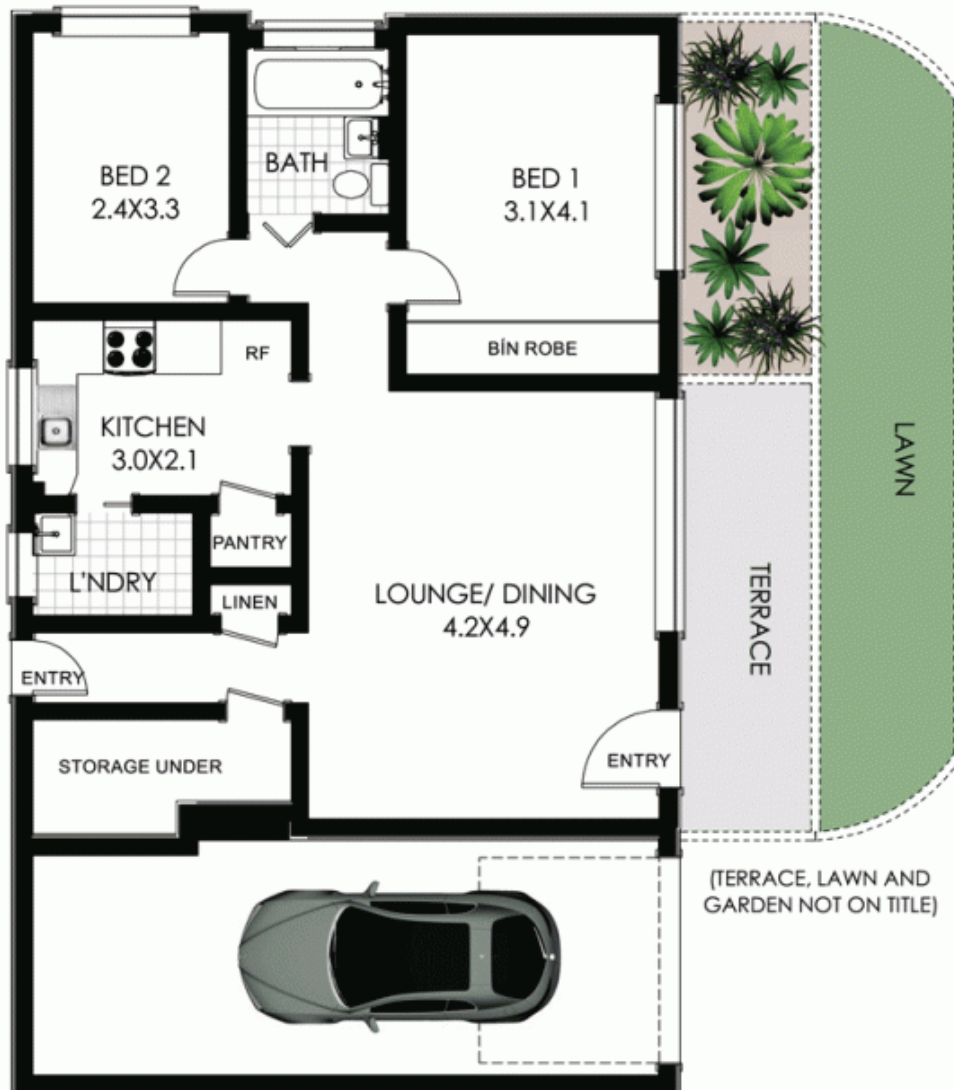 BED 2
2.4X3.3
BATH
BED 1
3.1X4.1
RF
BÍN ROBE
KITCHEN
3.0X2.1
LAWN
PANTRY
L'NDRY
LINEN
LOUNGE/ DINING
4.2X4.9
TERRACE
ENTRY
STORAGE UNDER
ENTRY
(TERRACE, LAWN AND
GARDEN NOT ON TITLE)